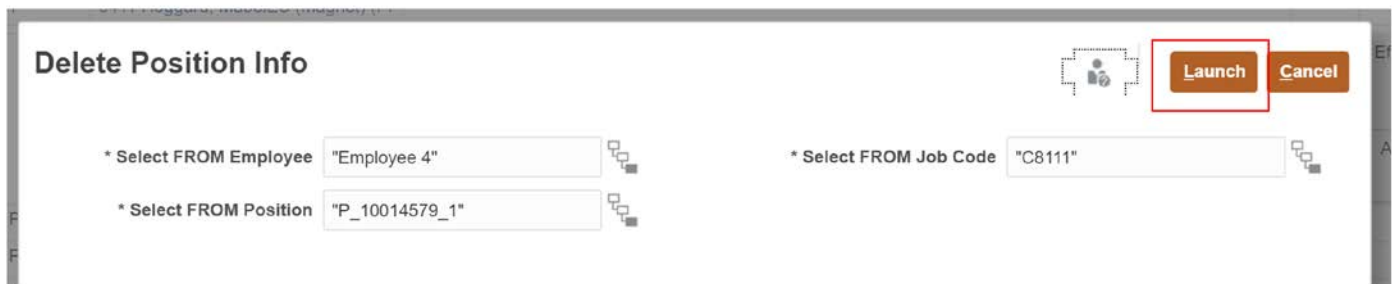 Delete Position Info
Launch Cancel
* Select FROM Employee "Employee 4" * Select FROM Job Code "C8111"
* Select FROM Position "P_10014579_1"